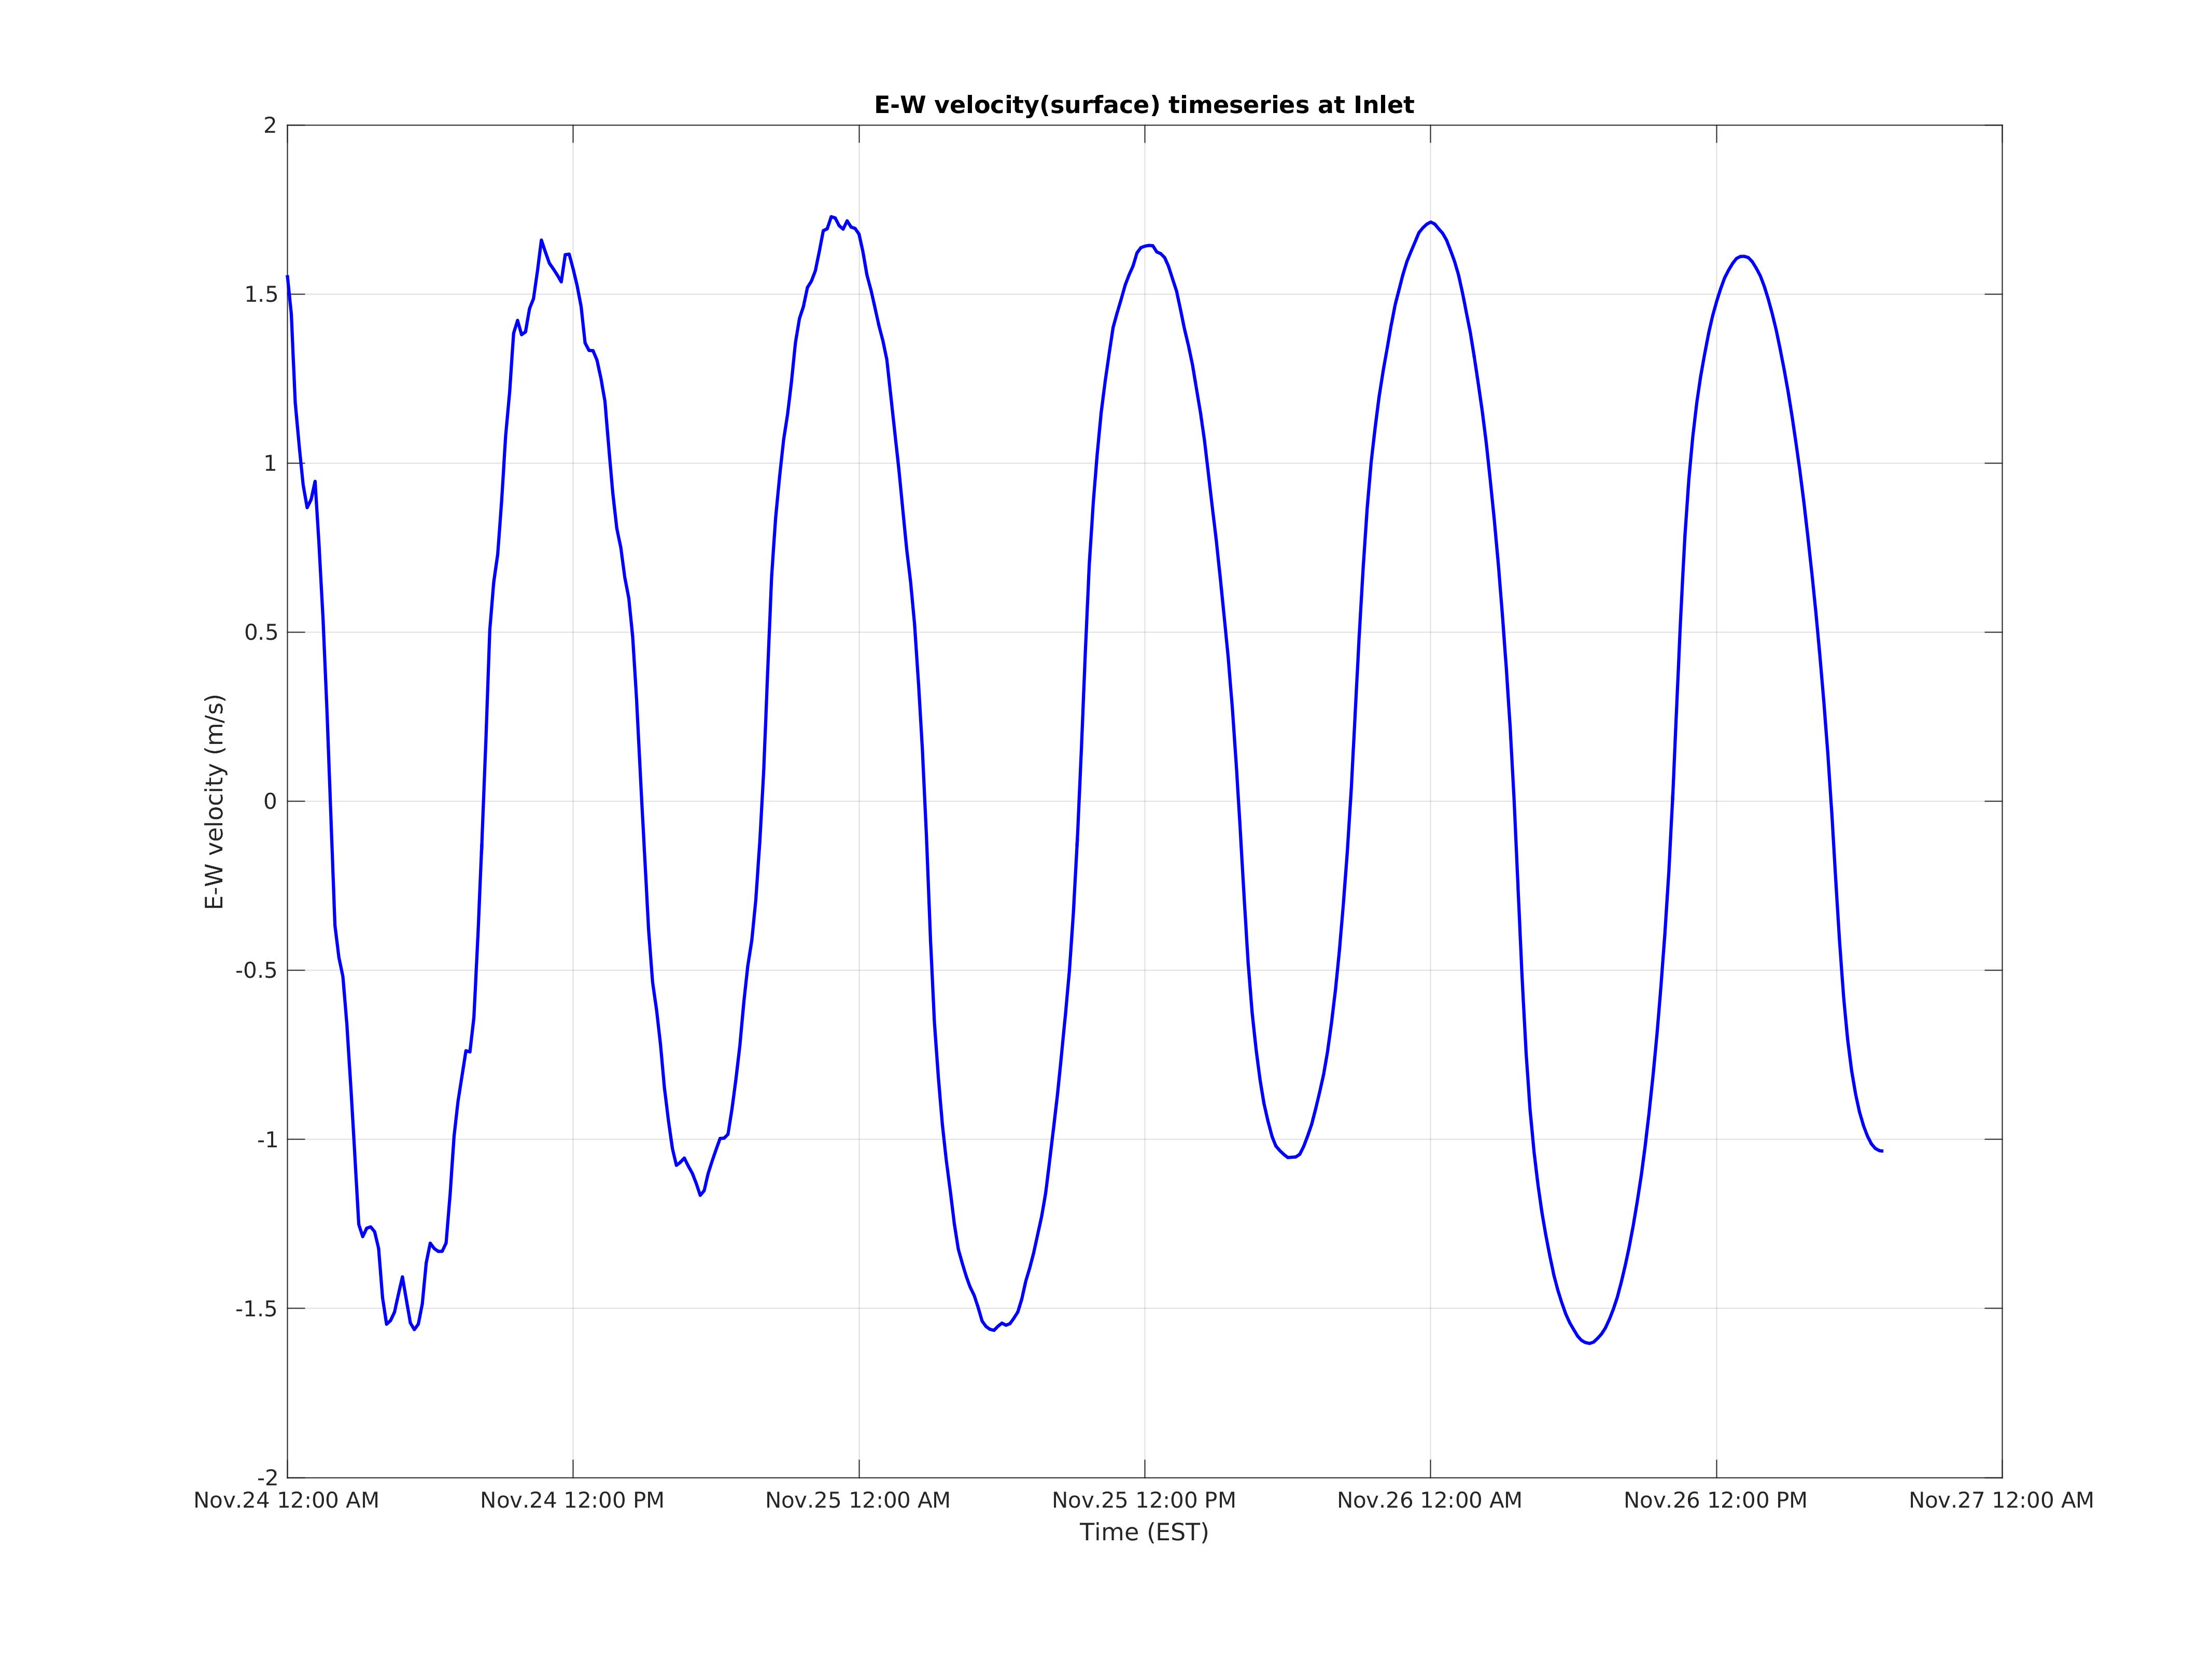 E-W velocity(surface) timeseries at Inlet
2
1.5
1
0.5
0
-0.5
-1
-1.5
-2
E-W velocity (m/s)
Nov.24 12:00 AM Nov.24 12:00 PM Nov.25 12:00 AM Nov.25 12:00 PM Nov.26 12:00 AM Nov.26 12:00 PM Nov.27 12:00 AM
Time (EST)